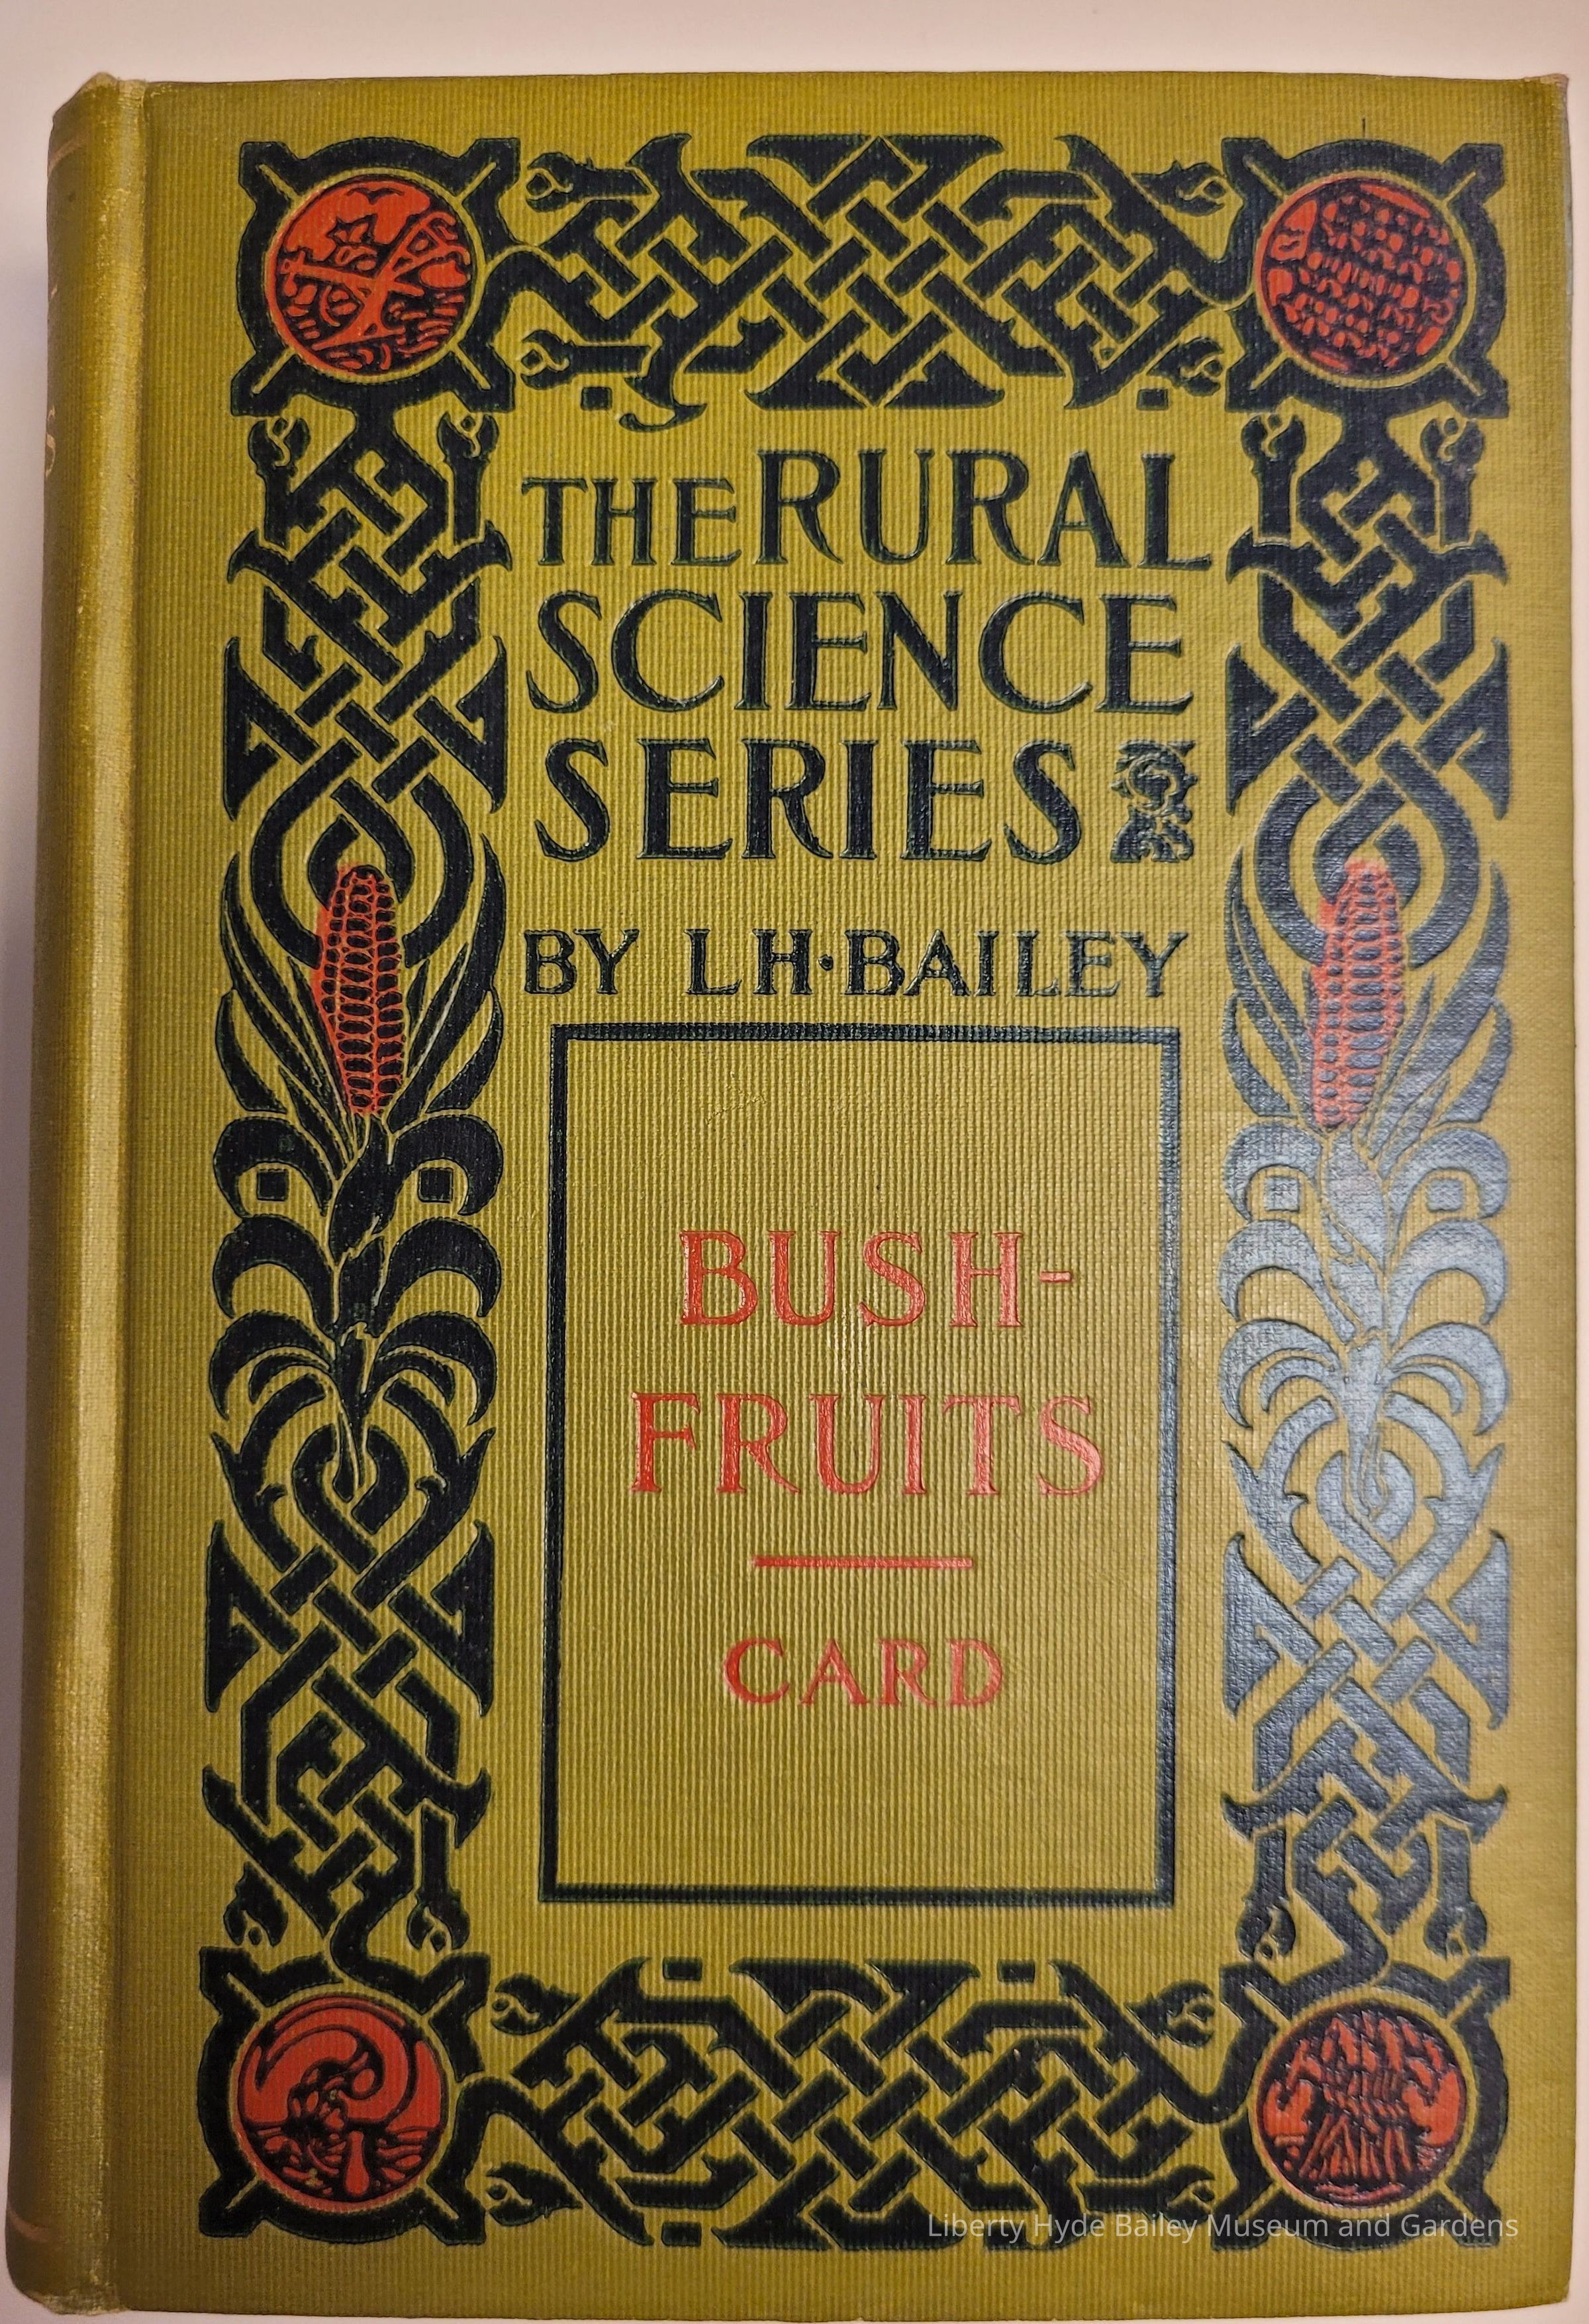 THE RURAL
SCIENCE
SERIES
BY L H · BAILEY
BUSH-
FRUITS
CARD
Liberty Hyde Bailey Museum and Gardens